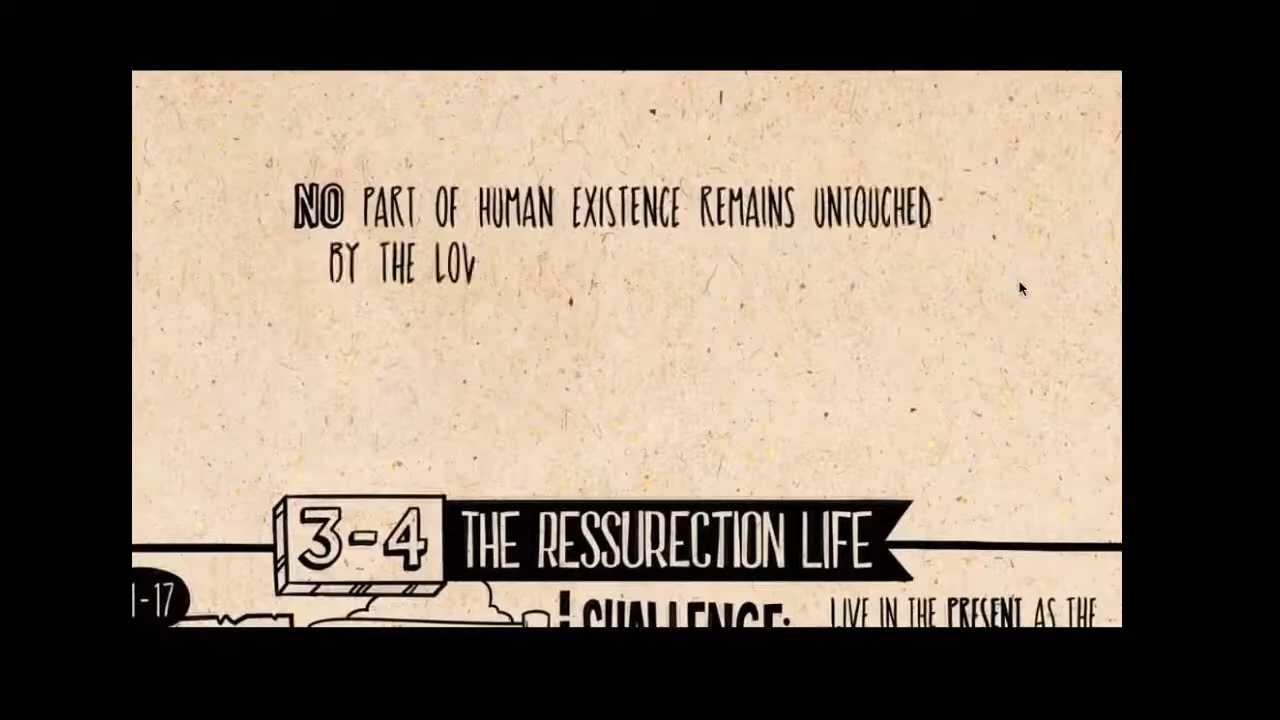 NO PART OF HUMAN EXISTENCE REMAINS UNTOUCHED
BY THE LOV
3-4 THE RESSURECTION LIFE
1-17
! CHALLENGE:
LIVE IN THE PRESENT AS THE